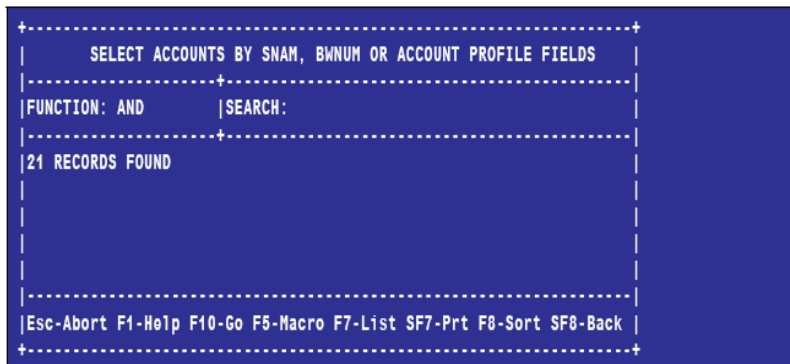 SELECT ACCOUNTS BY SNAM, BWNUM OR ACCOUNT PROFILE FIELDS
FUNCTION: AND |SEARCH:
21 RECORDS FOUND
Esc-Abort F1-Help F10-Go F5-Macro F7-List SF7-Prt F8-Sort SF8-Back